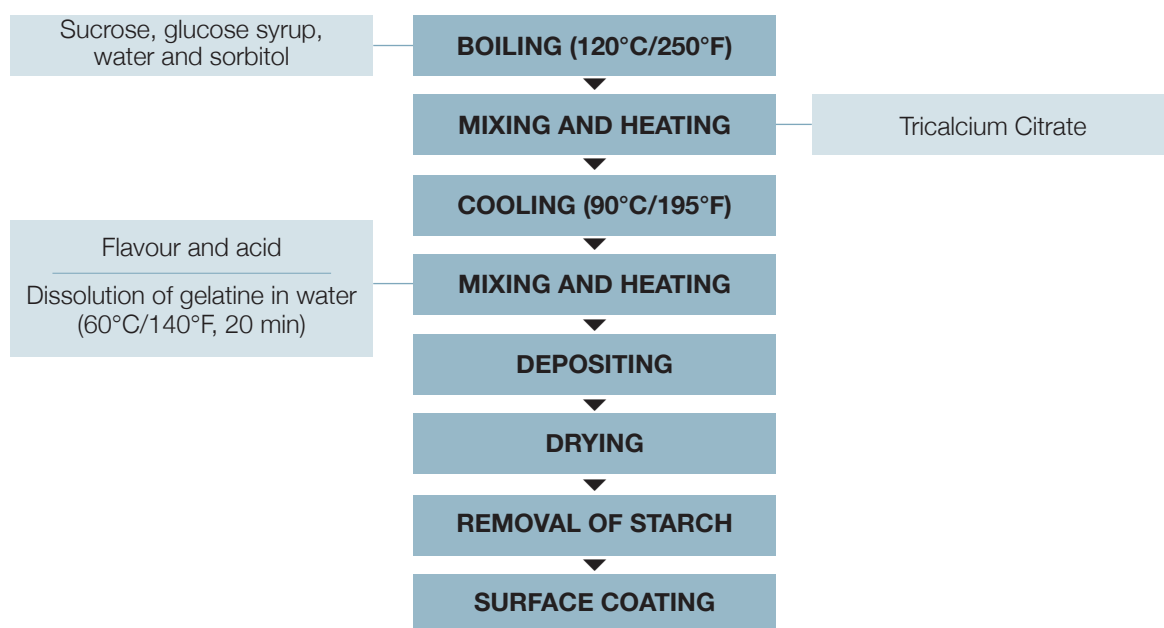 Sucrose, glucose syrup,
water and sorbitol
BOILING (120°C/250°F)
MIXING AND HEATING
Tricalcium Citrate
COOLING (90°C/195°F)
Flavour and acid
Dissolution of gelatine in water
(60°C/140°F, 20 min)
MIXING AND HEATING
DEPOSITING
DRYING
REMOVAL OF STARCH
SURFACE COATING